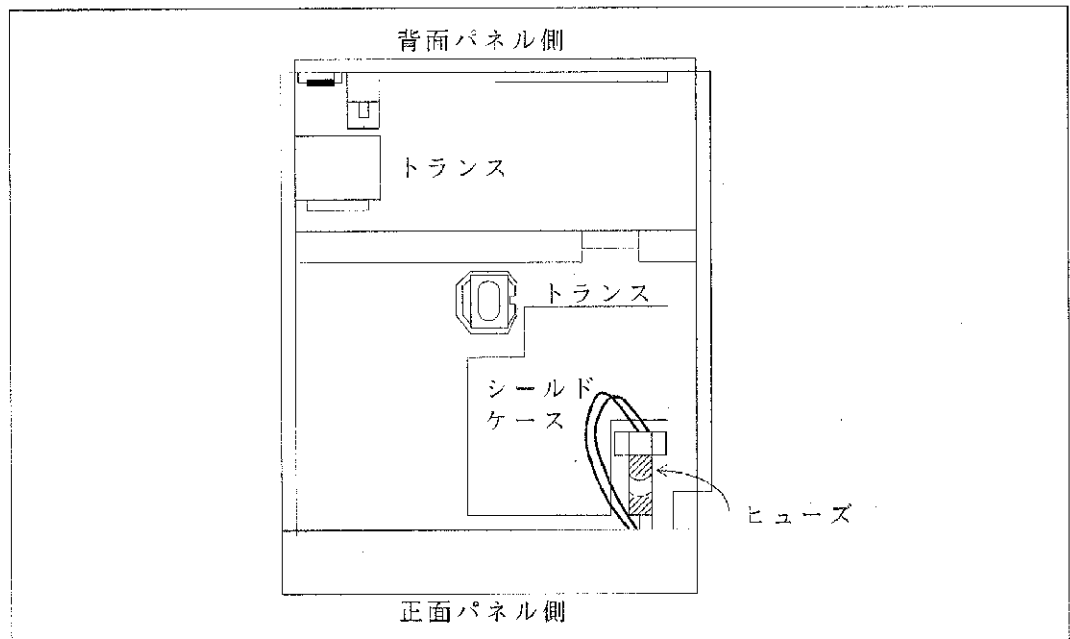 背面パネル側
トランス
トランス
シールド
ケース
ヒューズ
正面パネル側